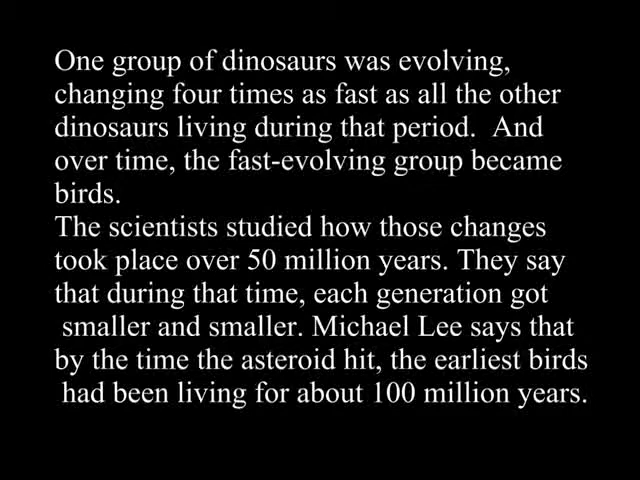 One group of dinosaurs was evolving,
changing four times as fast as all the other
dinosaurs living during that period.  And
over time, the fast-evolving group became
birds.
The scientists studied how those changes
took place over 50 million years. They say
that during that time, each generation got
smaller and smaller. Michael Lee says that
by the time the asteroid hit, the earliest birds
had been living for about 100 million years.